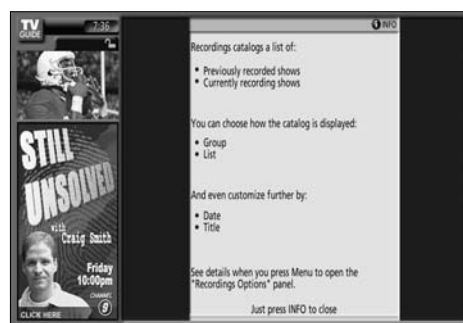 TV
GUIDE
7:36
INFO
Recordings catalogs a list of:
• Previously recorded shows
• Currently recording shows
You can choose how the catalog is displayed:
• Group
• List
And even customize further by:
• Date
• Title
See details when you press Menu to open the
"Recordings Options" panel.
Just press INFO to close
STILL
UNSOLVED
with
Craig Smith
Friday
10:00pm
CHANNEL
9
CLICK HERE